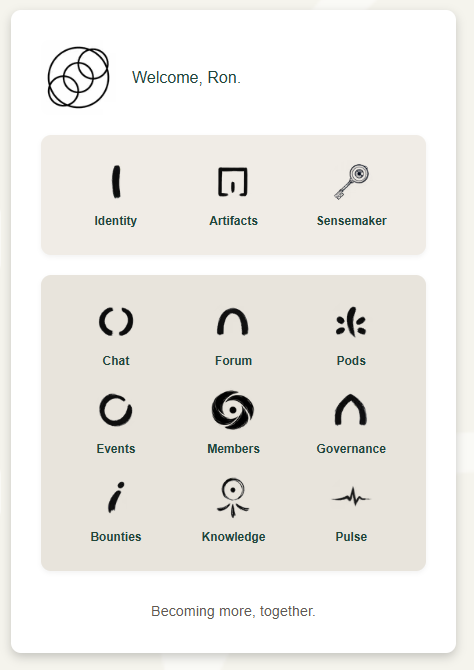 Welcome, Ron.
Identity Artifacts Sensemaker
Chat Forum Pods
Events Members Governance
Bounties Knowledge Pulse
Becoming more, together.